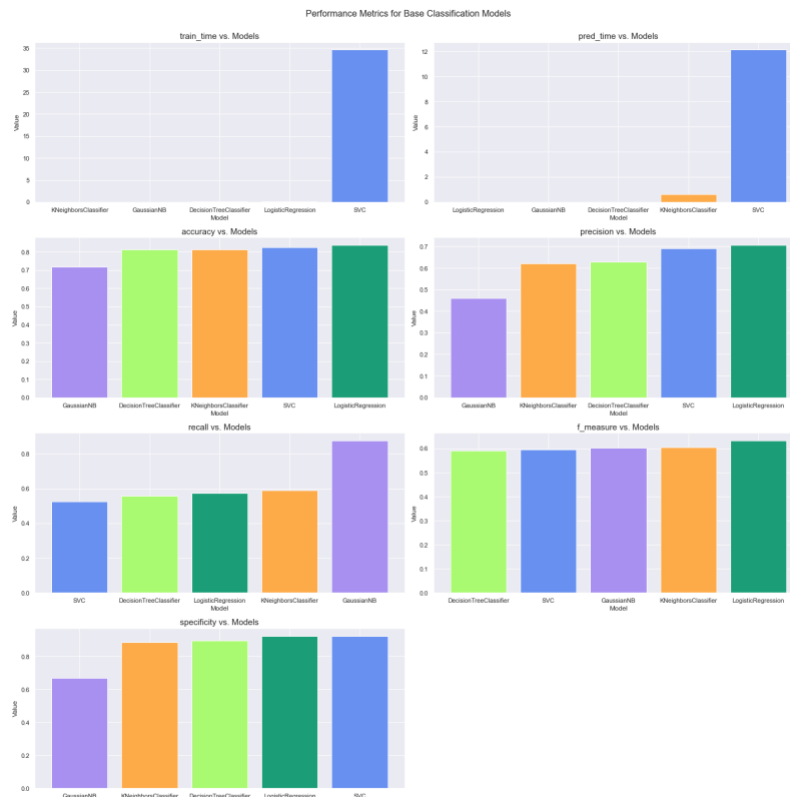 Performance Metrics for Base Classification Models
train_time vs. Models
35
30
25
20
15
10
5
0
Value
KNeighborsClassifier GaussianNB DecisionTreeClassifier LogisticRegression SVC
Model
pred_time vs. Models
12
10
8
6
4
2
0
Value
LogisticRegression GaussianNB DecisionTreeClassifier KNeighborsClassifier SVC
Model
accuracy vs. Models
0.8
0.7
0.6
0.5
0.4
0.3
0.2
0.1
0.0
Value
GaussianNB DecisionTreeClassifier KNeighborsClassifier SVC LogisticRegression
Model
precision vs. Models
0.7
0.6
0.5
0.4
0.3
0.2
0.1
0.0
Value
GaussianNB KNeighborsClassifier DecisionTreeClassifier SVC LogisticRegression
Model
recall vs. Models
0.8
0.6
0.4
0.2
0.0
Value
SVC DecisionTreeClassifier LogisticRegression KNeighborsClassifier GaussianNB
Model
f_measure vs. Models
0.6
0.5
0.4
0.3
0.2
0.1
0.0
Value
DecisionTreeClassifier SVC GaussianNB KNeighborsClassifier LogisticRegression
Model
specificity vs. Models
0.8
0.6
0.4
0.2
0.0
Value
GaussianNB KNeighborsClassifier DecisionTreeClassifier LogisticRegression SVC